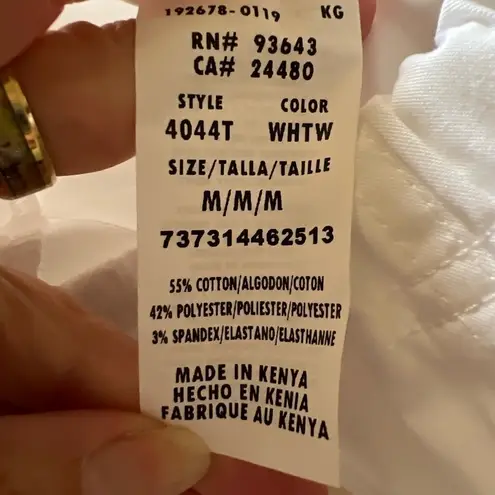 192678-0119 KG
RN# 93643
CA# 24480
STYLE COLOR
4044T WHTW
SIZE/TALLA/TAILLE
M/M/M
737314462513
55% COTTON/ALGODON/COTON
42% POLYESTER/POLIESTER/POLYESTER
3% SPANDEX/ELASTANO/ELASTHANNE
MADE IN KENYA
HECHO EN KENIA
FABRIQUE AU KENYA